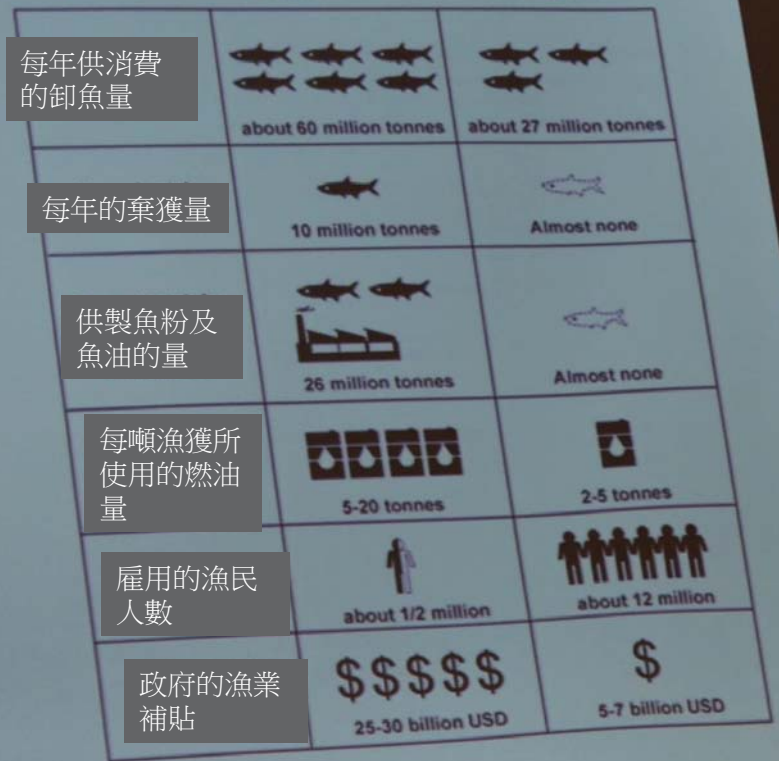 每年供消費
的卸魚量
about 60 million tonnes
about 27 million tonnes
每年的棄獲量
10 million tonnes
Almost none
供製魚粉及
魚油的量
26 million tonnes
Almost none
每噸漁獲所
使用的燃油
量
5-20 tonnes
2-5 tonnes
雇用的漁民
人數
about 1/2 million
about 12 million
政府的漁業
補貼
$$$$$
25-30 billion USD
$
5-7 billion USD